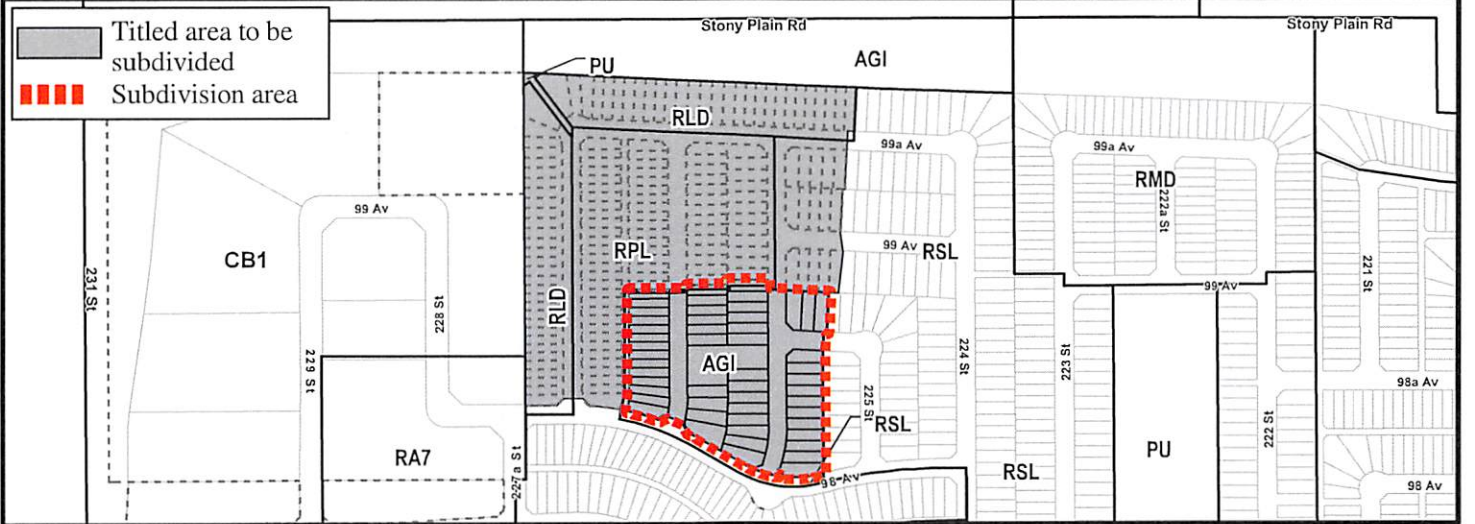 Titled area to be
subdivided
Subdivision area
Stony Plain Rd
Stony Plain Rd
PU
AGI
RLD
99a Av
99a Av
RMD
222a St
99 Av
CB1
RPL
99 Av
RSL
231 St
228 St
221 St
RLD
99 Av
229 St
AGI
224 St
223 St
98a Av
225 St
RSL
222 St
RA7
227a St
RSL
PU
98 Av
98 Av